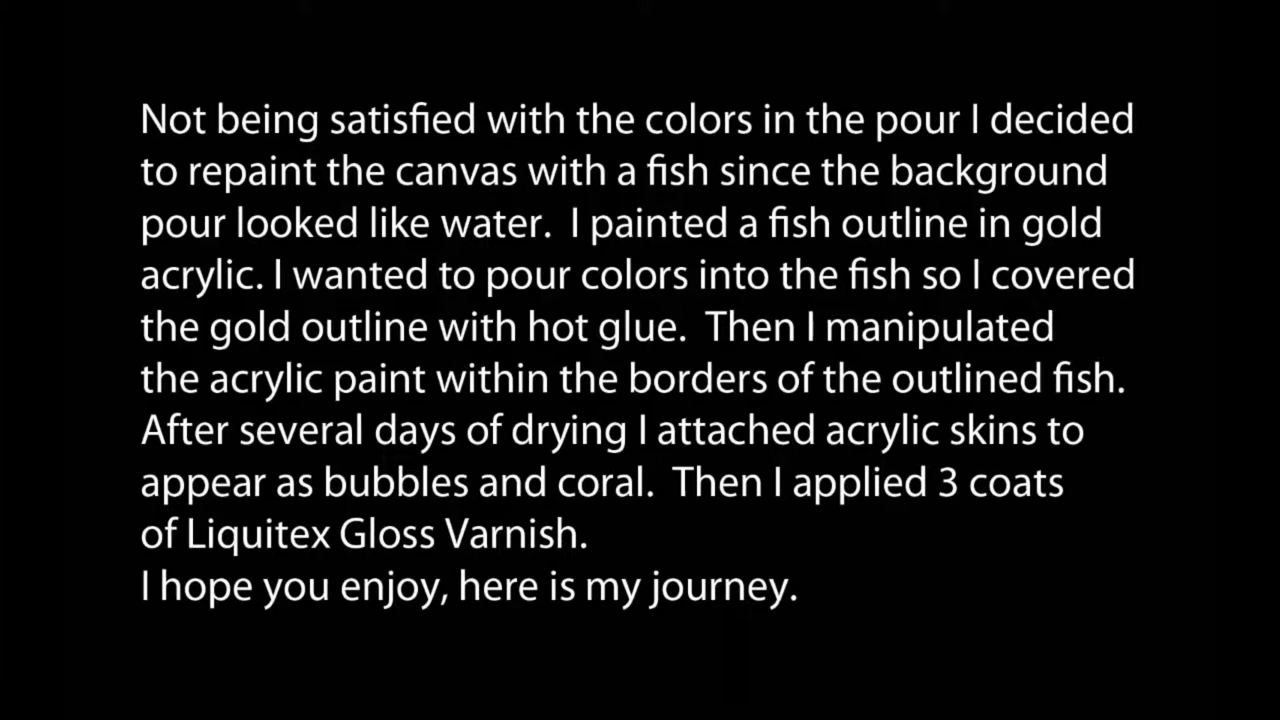 Not being satisfied with the colors in the pour I decided
to repaint the canvas with a fish since the background
pour looked like water.  I painted a fish outline in gold
acrylic. I wanted to pour colors into the fish so I covered
the gold outline with hot glue.  Then I manipulated
the acrylic paint within the borders of the outlined fish.
After several days of drying I attached acrylic skins to
appear as bubbles and coral.  Then I applied 3 coats
of Liquitex Gloss Varnish.
I hope you enjoy, here is my journey.